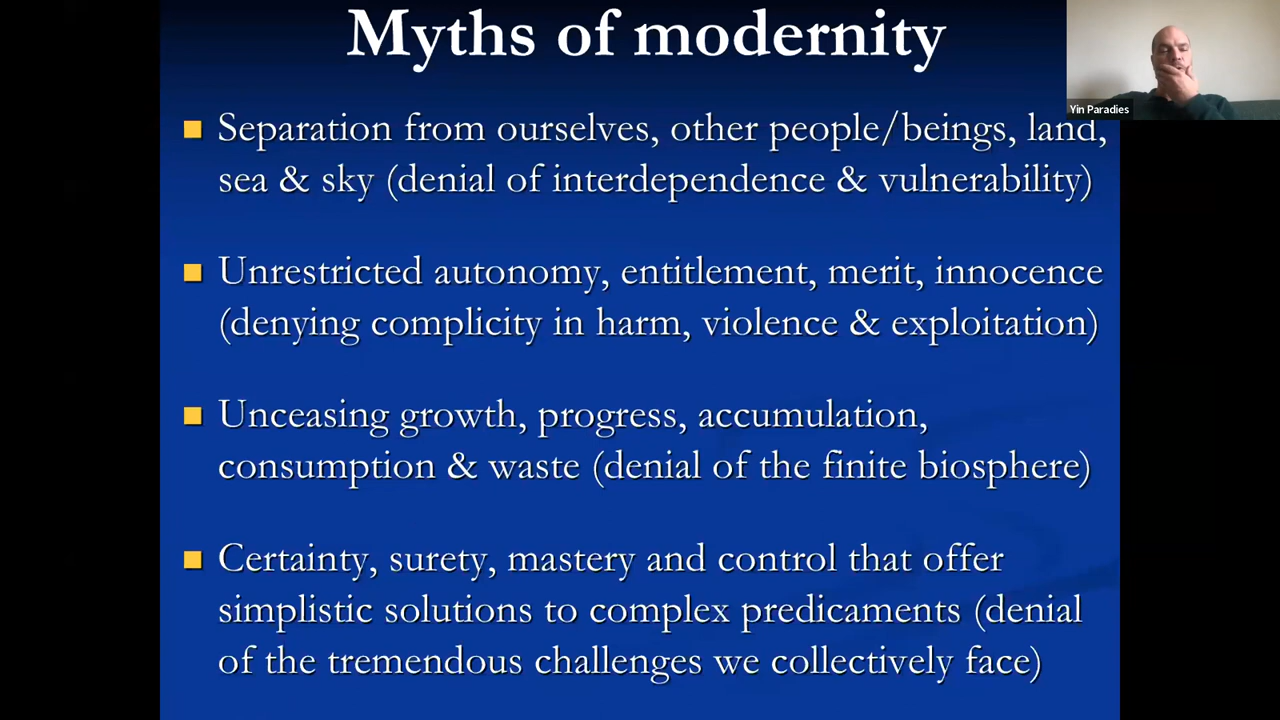 Myths of modernity
Yin Paradies
Separation from ourselves, other people/beings, land,
sea & sky (denial of interdependence & vulnerability)
Unrestricted autonomy, entitlement, merit, innocence
(denying complicity in harm, violence & exploitation)
Unceasing growth, progress, accumulation,
consumption & waste (denial of the finite biosphere)
Certainty, surety, mastery and control that offer
simplistic solutions to complex predicaments (denial
of the tremendous challenges we collectively face)